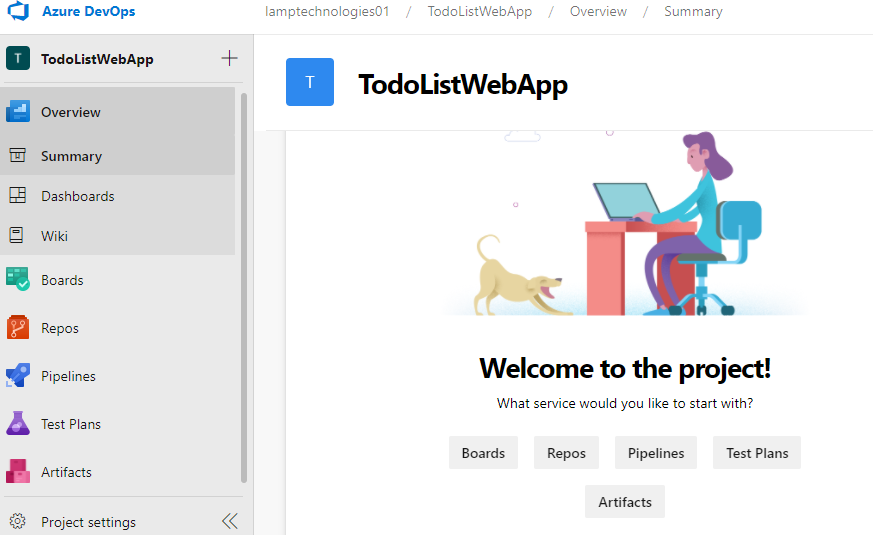 Azure DevOps
lamptechnologies01 / TodoListWebApp / Overview / Summary
T TodoListWebApp +
Overview
Summary
Dashboards
Wiki
Boards
Repos
Pipelines
Test Plans
Artifacts
Project settings
T TodoListWebApp
Welcome to the project!
What service would you like to start with?
Boards Repos Pipelines Test Plans
Artifacts